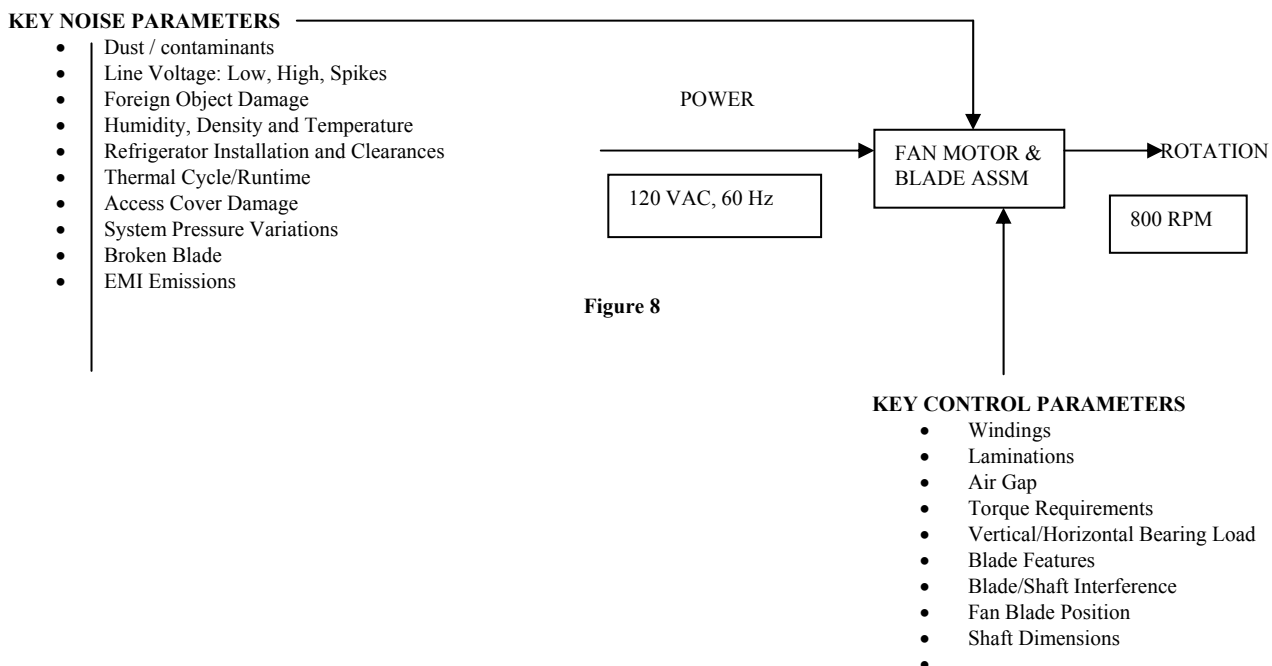 KEY NOISE PARAMETERS
• Dust / contaminants
• Line Voltage: Low, High, Spikes
• Foreign Object Damage
• Humidity, Density and Temperature
• Refrigerator Installation and Clearances
• Thermal Cycle/Runtime
• Access Cover Damage
• System Pressure Variations
• Broken Blade
• EMI Emissions
POWER
120 VAC, 60 Hz
FAN MOTOR &
BLADE ASSM
ROTATION
800 RPM
Figure 8
KEY CONTROL PARAMETERS
• Windings
• Laminations
• Air Gap
• Torque Requirements
• Vertical/Horizontal Bearing Load
• Blade Features
• Blade/Shaft Interference
• Fan Blade Position
• Shaft Dimensions
•